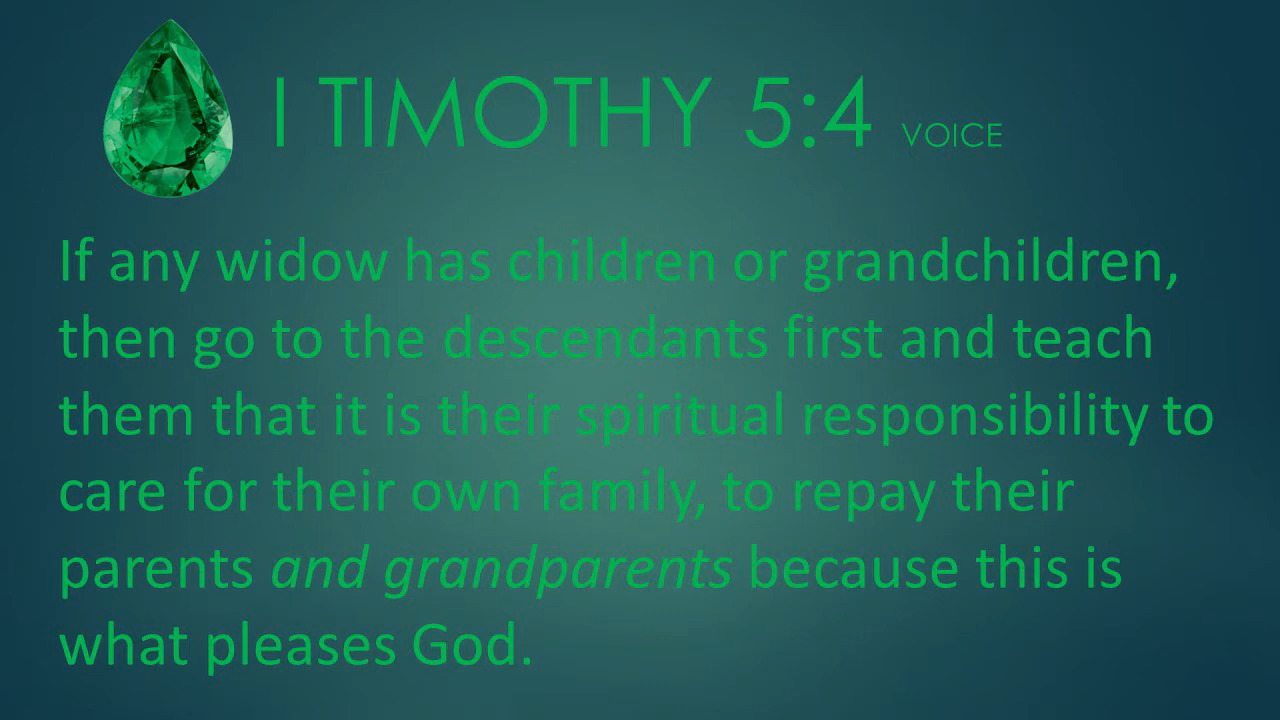 I TIMOTHY 5:4 VOICE
If any widow has children or grandchildren,
then go to the descendants first and teach
them that it is their spiritual responsibility to
care for their own family, to repay their
parents and grandparents because this is
what pleases God.